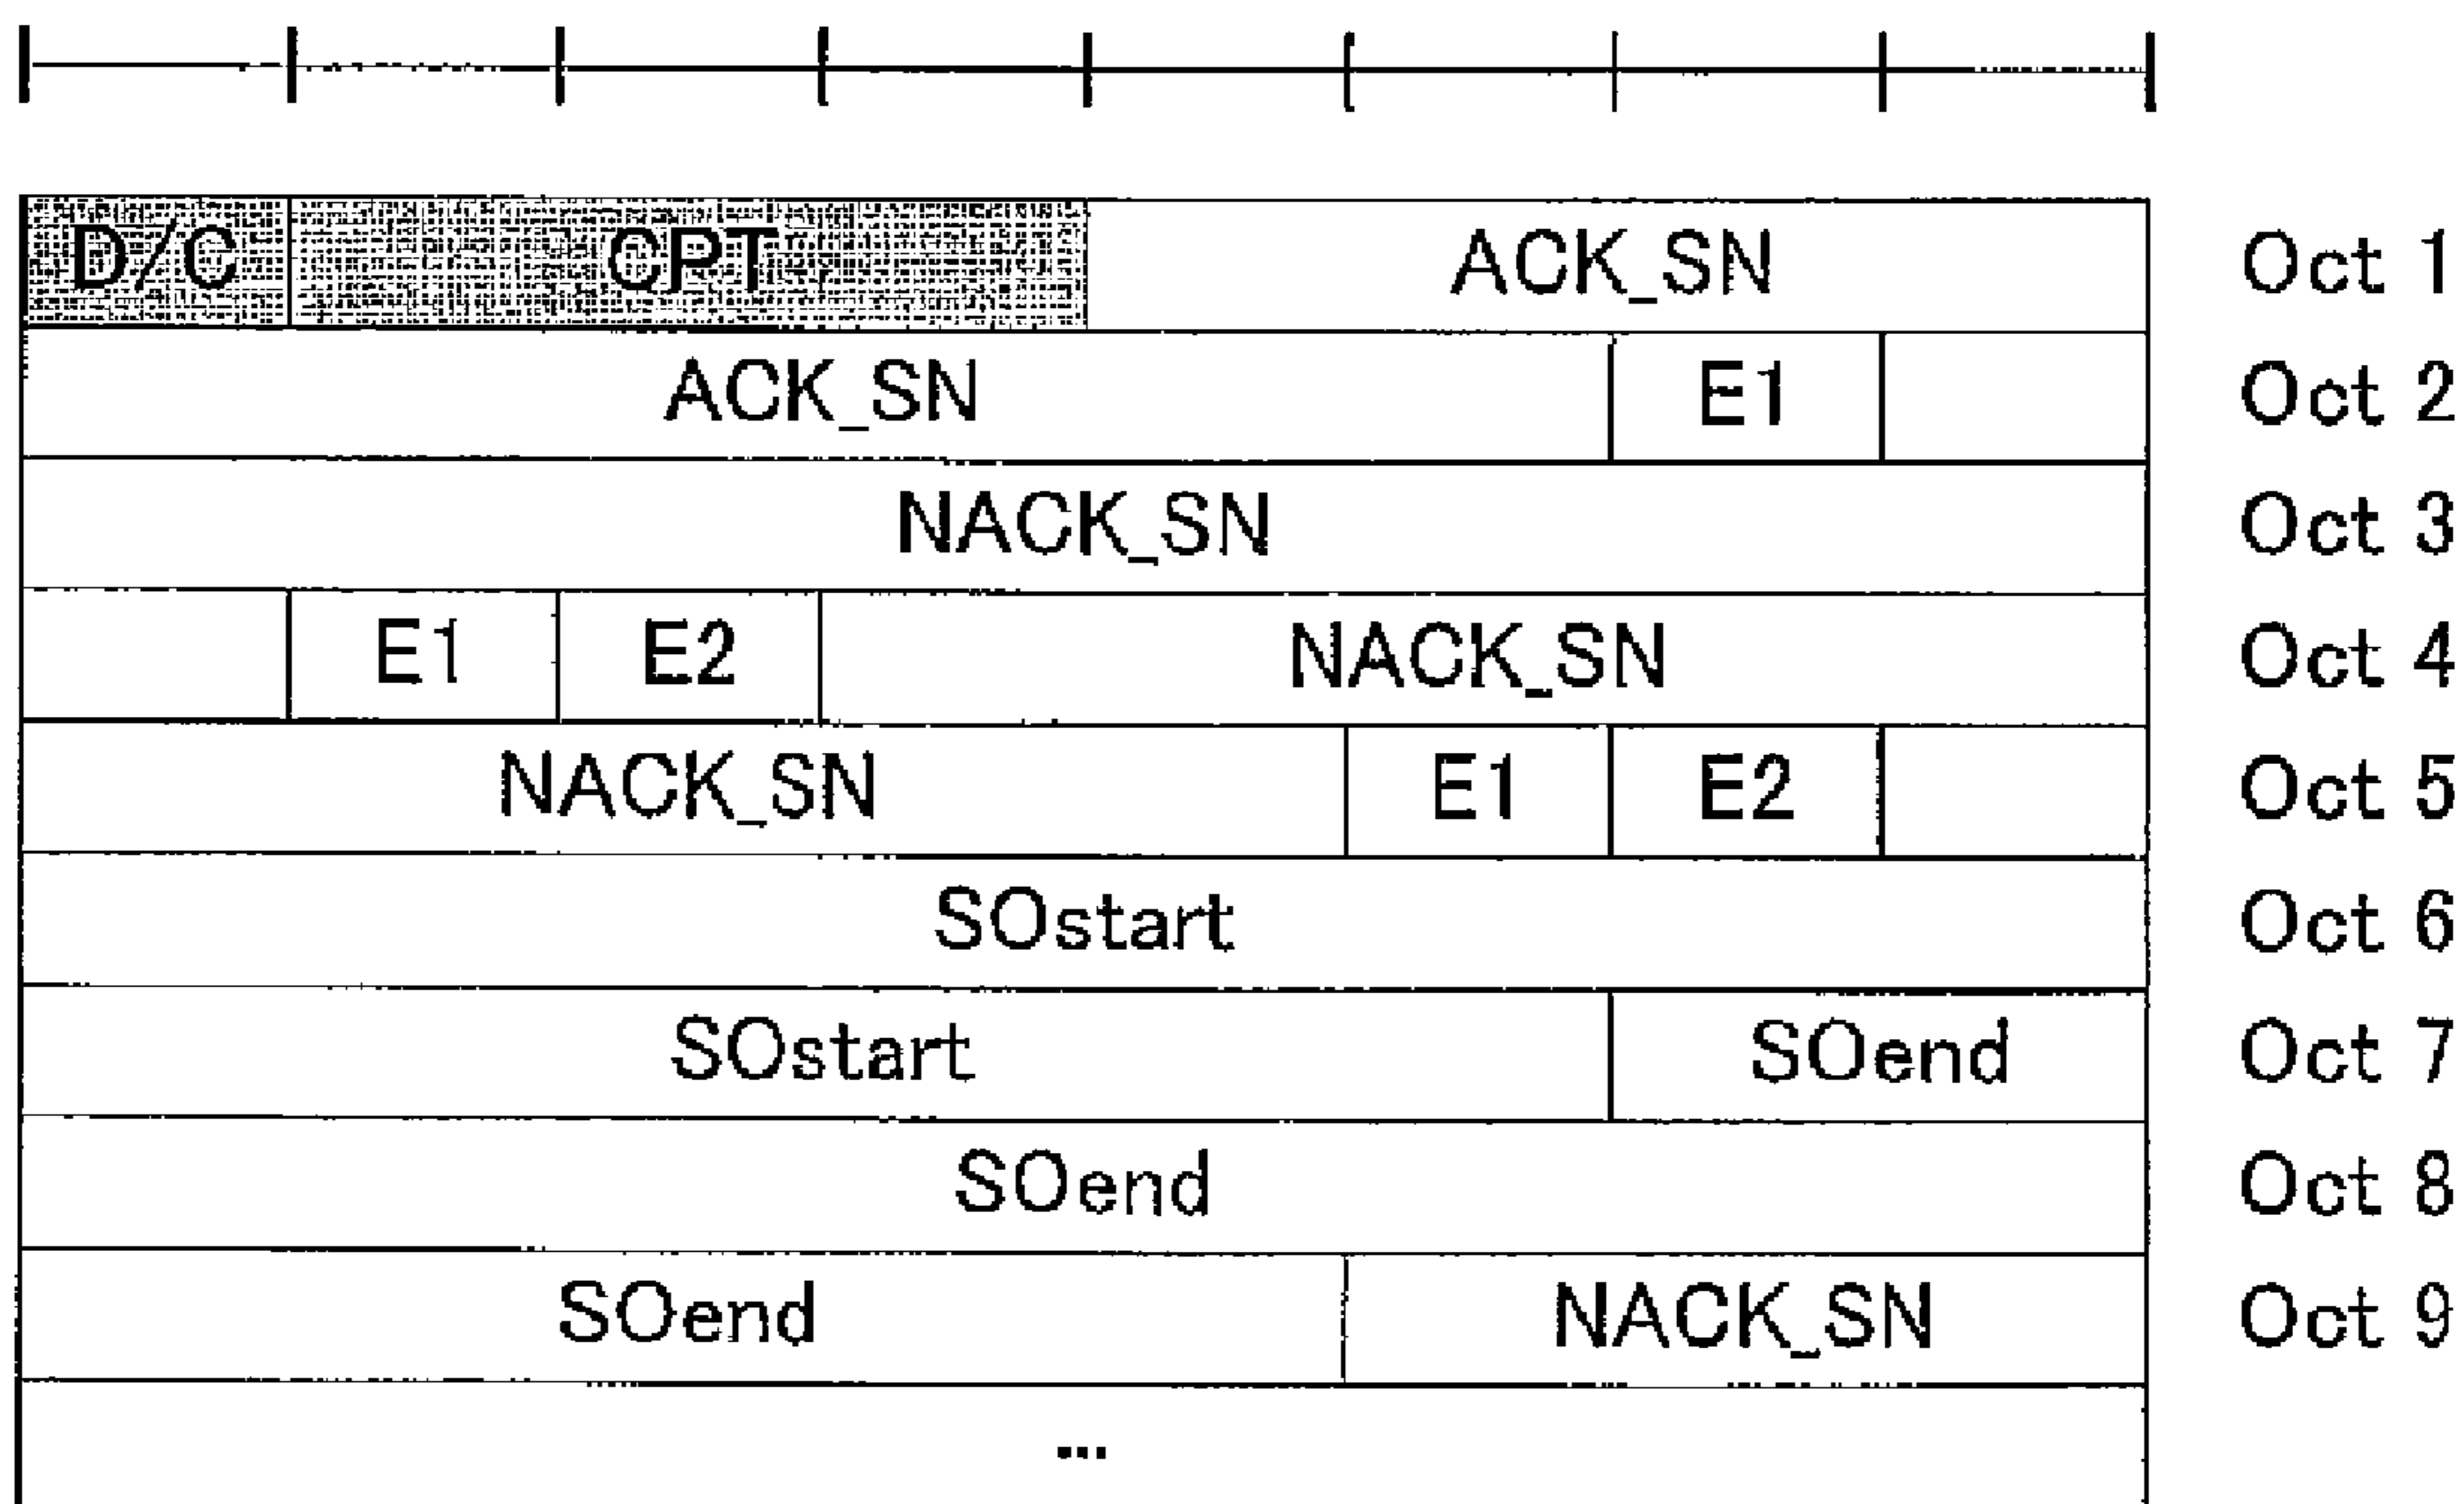 D/C CPT ACK_SN Oct 1
ACK_SN E1 Oct 2
NACK_SN Oct 3
E1 E2 NACK_SN Oct 4
NACK_SN E1 E2 Oct 5
SOstart Oct 6
SOstart SOend Oct 7
SOend Oct 8
SOend NACK_SN Oct 9
...